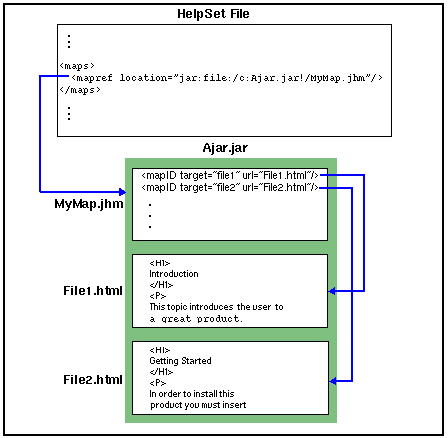 HelpSet File
<maps>
<mapref location="jar:file:/c:Ajar.jar!/MyMap.jhm"/>
</maps>
Ajar.jar
<mapID target="file1" url="File1.html"/>
<mapID target="file2" url="File2.html"/>
MyMap.jhm
<H1>
Introduction
</H1>
<P>
This topic introduces the user to
a great product.
File1.html
<H1>
Getting Started
</H1>
<P>
In order to install this
product you must insert
File2.html